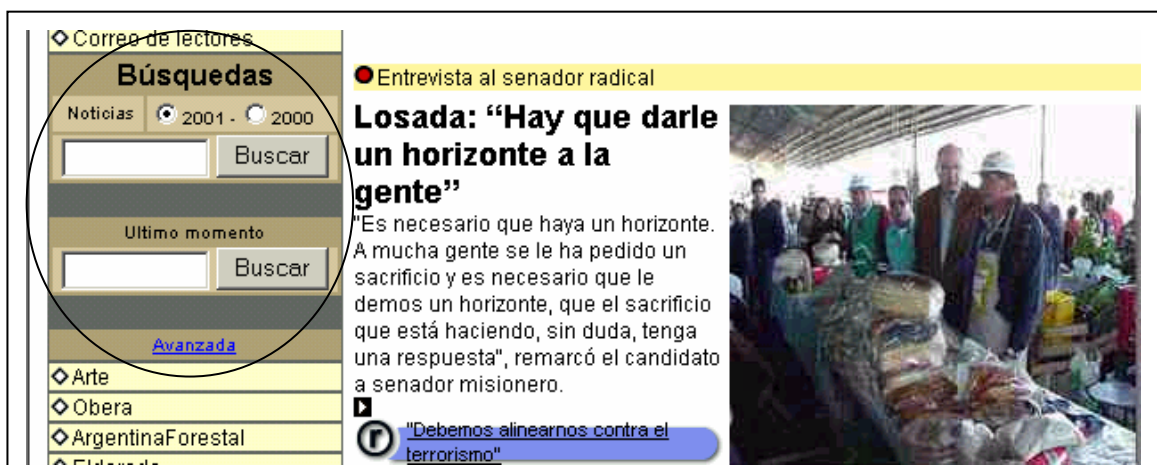 Correo de lectores
Búsquedas
Noticias 2001 - 2000
Buscar
Ultimo momento
Buscar
Avanzada
Arte
Obera
ArgentinaForestal
Eldorado
Entrevista al senador radical
Losada: “Hay que darle
un horizonte a la
gente”
"Es necesario que haya un horizonte.
A mucha gente se le ha pedido un
sacrificio y es necesario que le
demos un horizonte, que el sacrificio
que está haciendo, sin duda, tenga
una respuesta", remarcó el candidato
a senador misionero.
r
"Debemos alinearnos contra el
terrorismo"